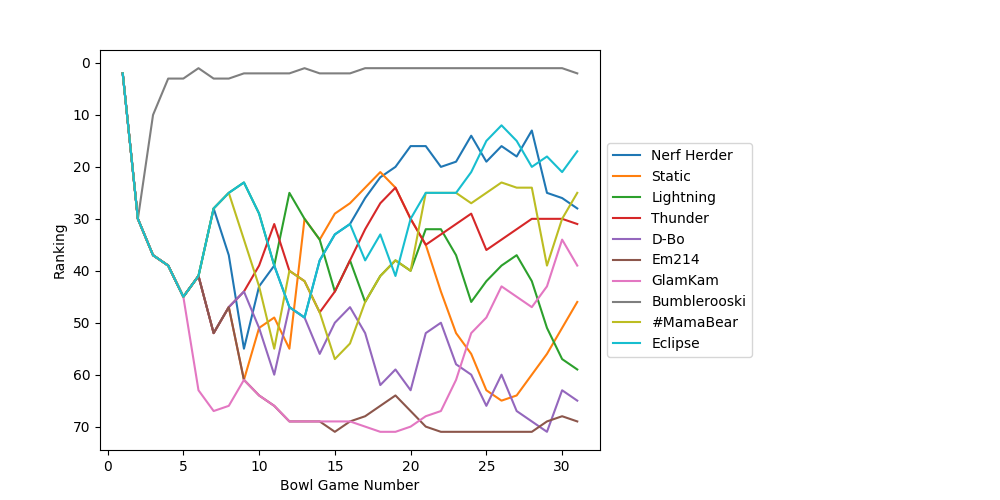 0
10
20
30
40
50
60
70
Ranking
0 5 10 15 20 25 30
Bowl Game Number
Nerf Herder
Static
Lightning
Thunder
D-Bo
Em214
GlamKam
Bumblerooski
#MamaBear
Eclipse